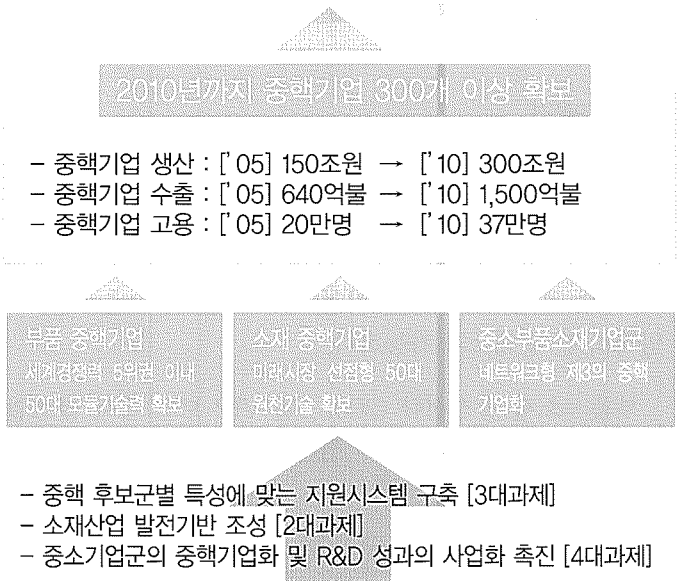 2010년까지 중핵기업 300개 이상 확보
– 중핵기업 생산 : [’05] 150조원 → [’10] 300조원
– 중핵기업 수출 : [’05] 640억불 → [’10] 1,500억불
– 중핵기업 고용 : [’05] 20만명 → [’10] 37만명
부품 중핵기업
세계경쟁력 5위권 이내
50대 모듈기술력 확보
소재 중핵기업
미래시장 선점형 50대
원천기술 확보
중소부품소재기업군
네트워크형 제3의 중핵
기업화
– 중핵 후보군별 특성에 맞는 지원시스템 구축 [3대과제]
– 소재산업 발전기반 조성 [2대과제]
– 중소기업군의 중핵기업화 및 R&D 성과의 사업화 촉진 [4대과제]